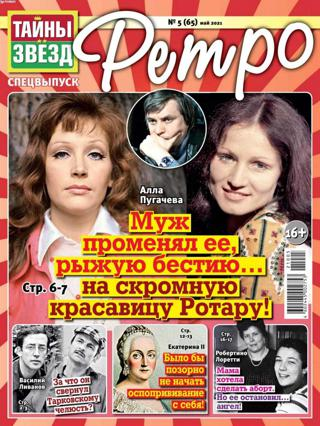 ТАЙНЫ
ЗВЁЗД
СПЕЦВЫПУСК
№ 5 (65) май 2021
Ретро
Алла
Пугачева
Муж
променял ее,
рыжую бестию...
на скромную
красавицу Ротару!
Стр. 6-7
16+
Василий
Ливанов
За что он
свернул
Тарковскому
челюсть?
Стр.
Стр.
12-13
Екатерина II
Было бы
позорно
не начать
оспопрививание
с себя!
Стр.
16-17
Робертино
Лоретти
Мама
хотела
сделать аборт.
Но ее остановил...
ангел!